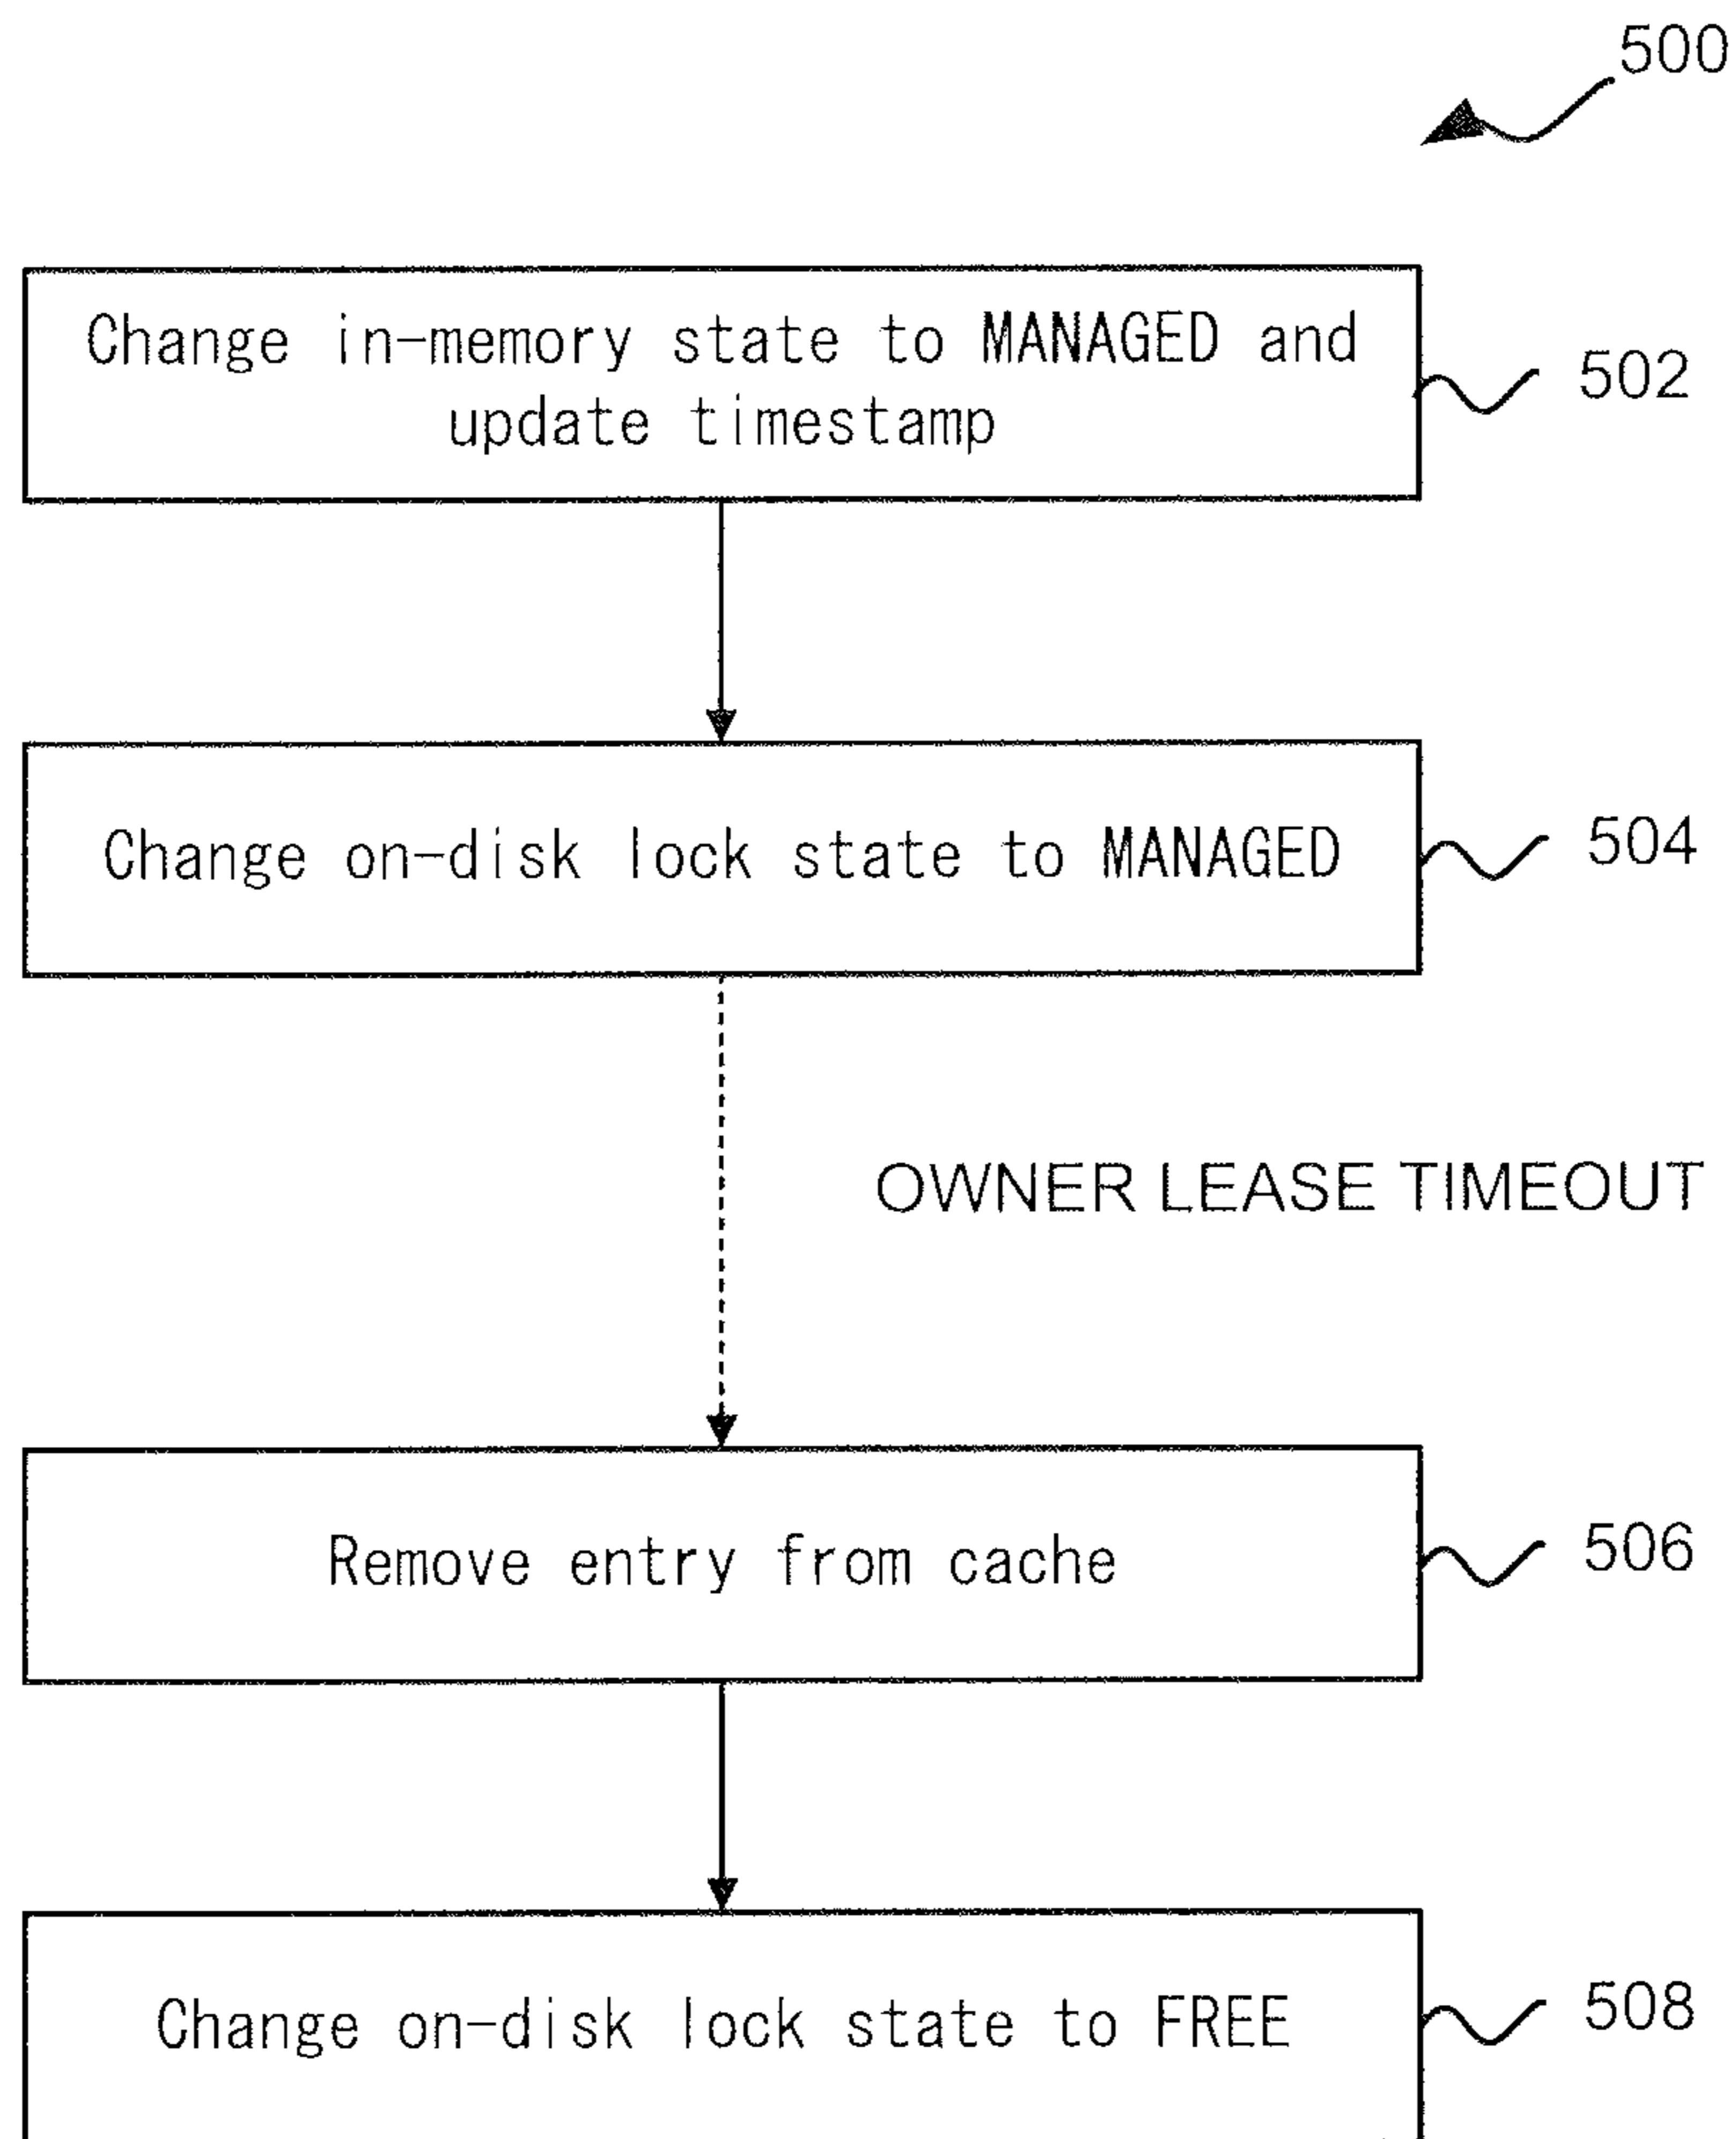 500
Change in-memory state to MANAGED and
update timestamp
502
Change on-disk lock state to MANAGED
504
OWNER LEASE TIMEOUT
Remove entry from cache
506
Change on-disk lock state to FREE
508